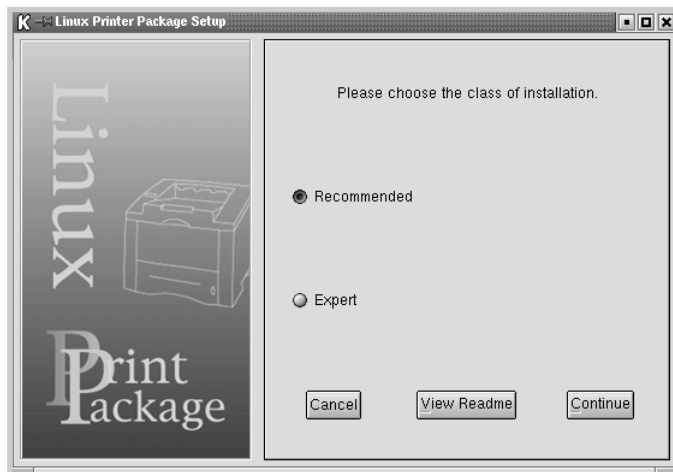 K Linux Printer Package Setup
Linux
Print
Package
Please choose the class of installation.
Recommended
Expert
Cancel
View Readme
Continue